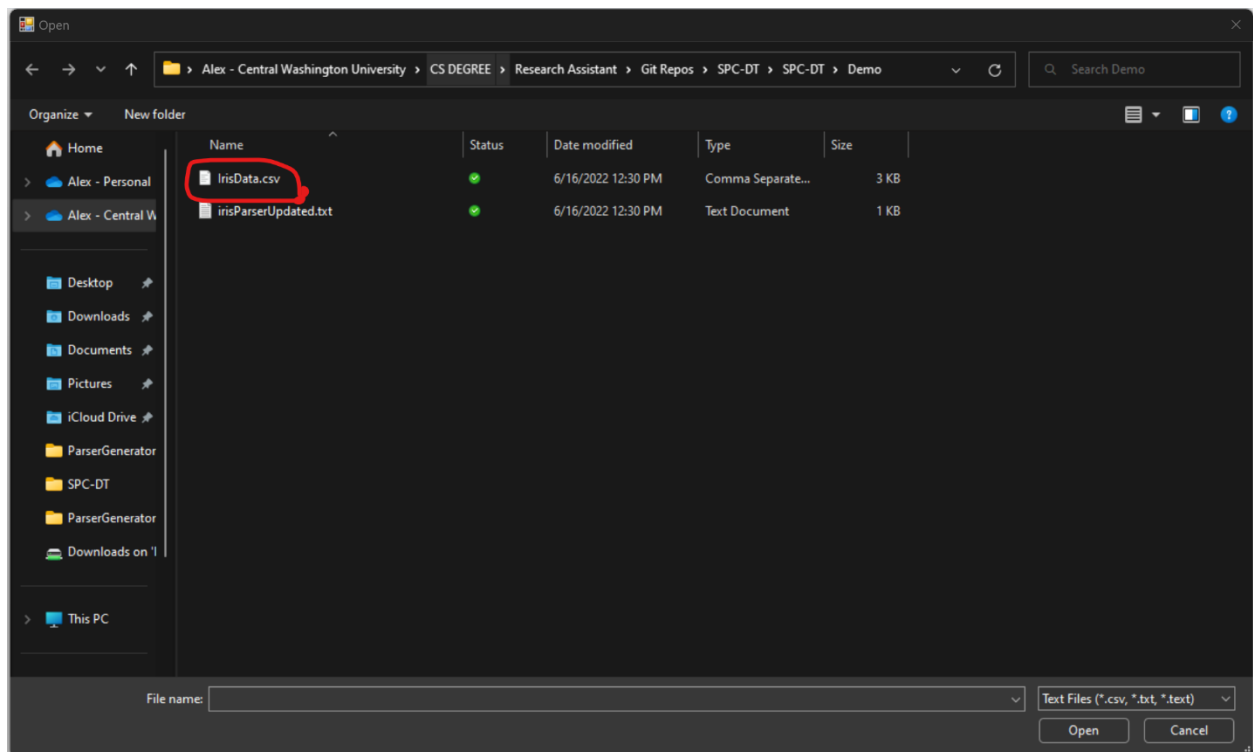 Open
Alex - Central Washington University > CS DEGREE > Research Assistant > Git Repos > SPC-DT > SPC-DT > Demo
Search Demo
Organize
New folder
Name
Status
Date modified
Type
Size
IrisData.csv
6/16/2022 12:30 PM
Comma Separate...
3 KB
irisParserUpdated.txt
6/16/2022 12:30 PM
Text Document
1 KB
Home
Alex - Personal
Alex - Central W
Desktop
Downloads
Documents
Pictures
iCloud Drive
ParserGenerator
SPC-DT
ParserGenerator
Downloads on 'l
This PC
File name:
Text Files (*.csv, *.txt, *.text)
Open
Cancel